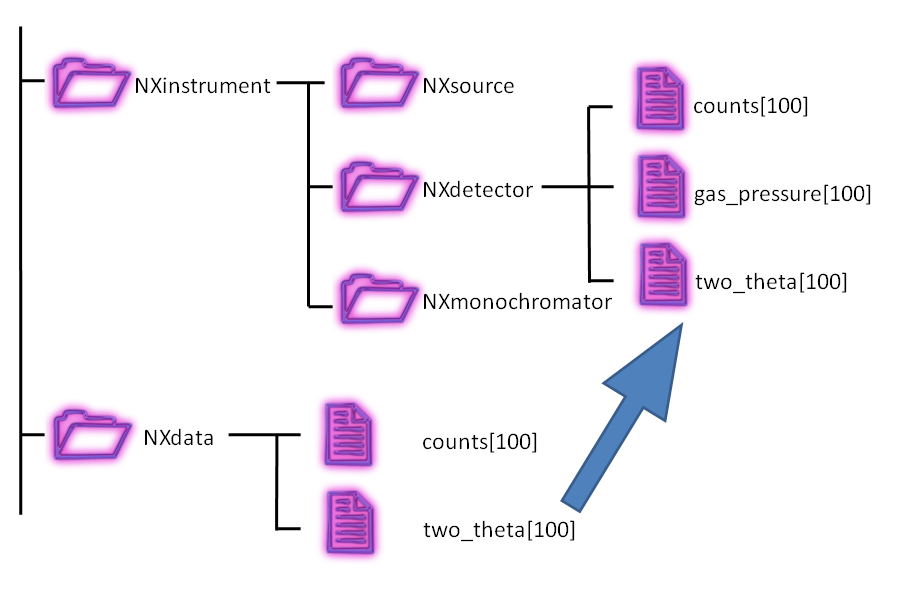 NXinstrument
NXsource
counts[100]
NXdetector
gas_pressure[100]
two_theta[100]
NXmonochromator
NXdata
counts[100]
two_theta[100]